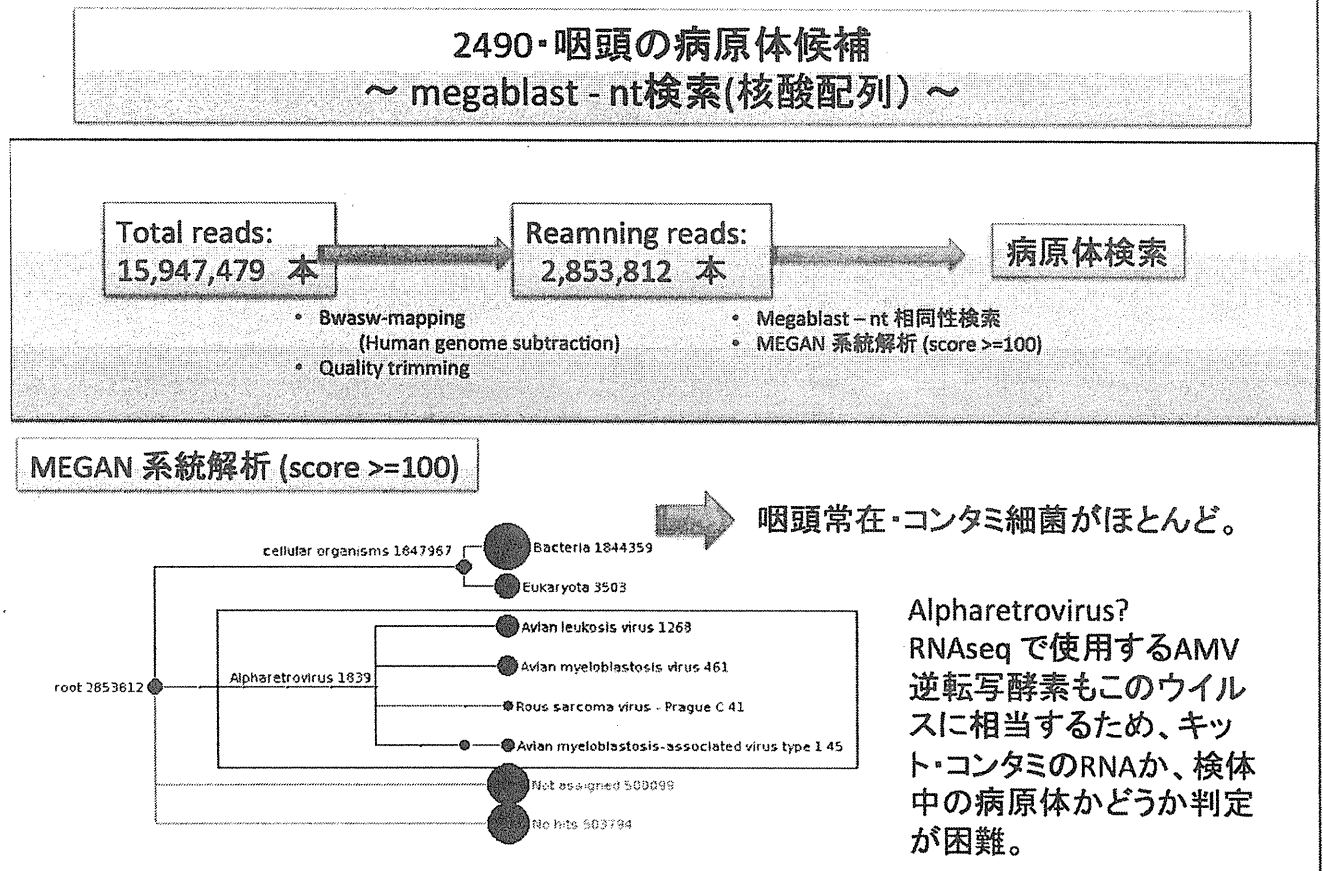 2490・咽頭の病原体候補
～ megablast - nt検索(核酸配列) ～
Total reads:
15,947,479 本
Reamning reads:
2,853,812 本
病原体検索
• Bwasw-mapping
(Human genome subtraction)
• Quality trimming
• Megablast – nt 相同性検索
• MEGAN 系統解析 (score >=100)
MEGAN 系統解析 (score >=100)
咽頭常在・コンタミ細菌がほとんど。
cellular organisms 1847967
Bacteria 1844359
Eukaryota 3503
Avian leukosis virus 1268
Alpharetrovirus 1839
Avian myeloblastosis virus 461
root 2853812
Rous sarcoma virus - Prague C 41
Avian myeloblastosis-associated virus type 1 45
Not assigned 500099
No hits 503794
Alpharetrovirus?
RNAseq で使用するAMV
逆転写酵素もこのウイル
スに相当するため、キッ
ト・コンタミのRNAか、検体
中の病原体かどうか判定
が困難。